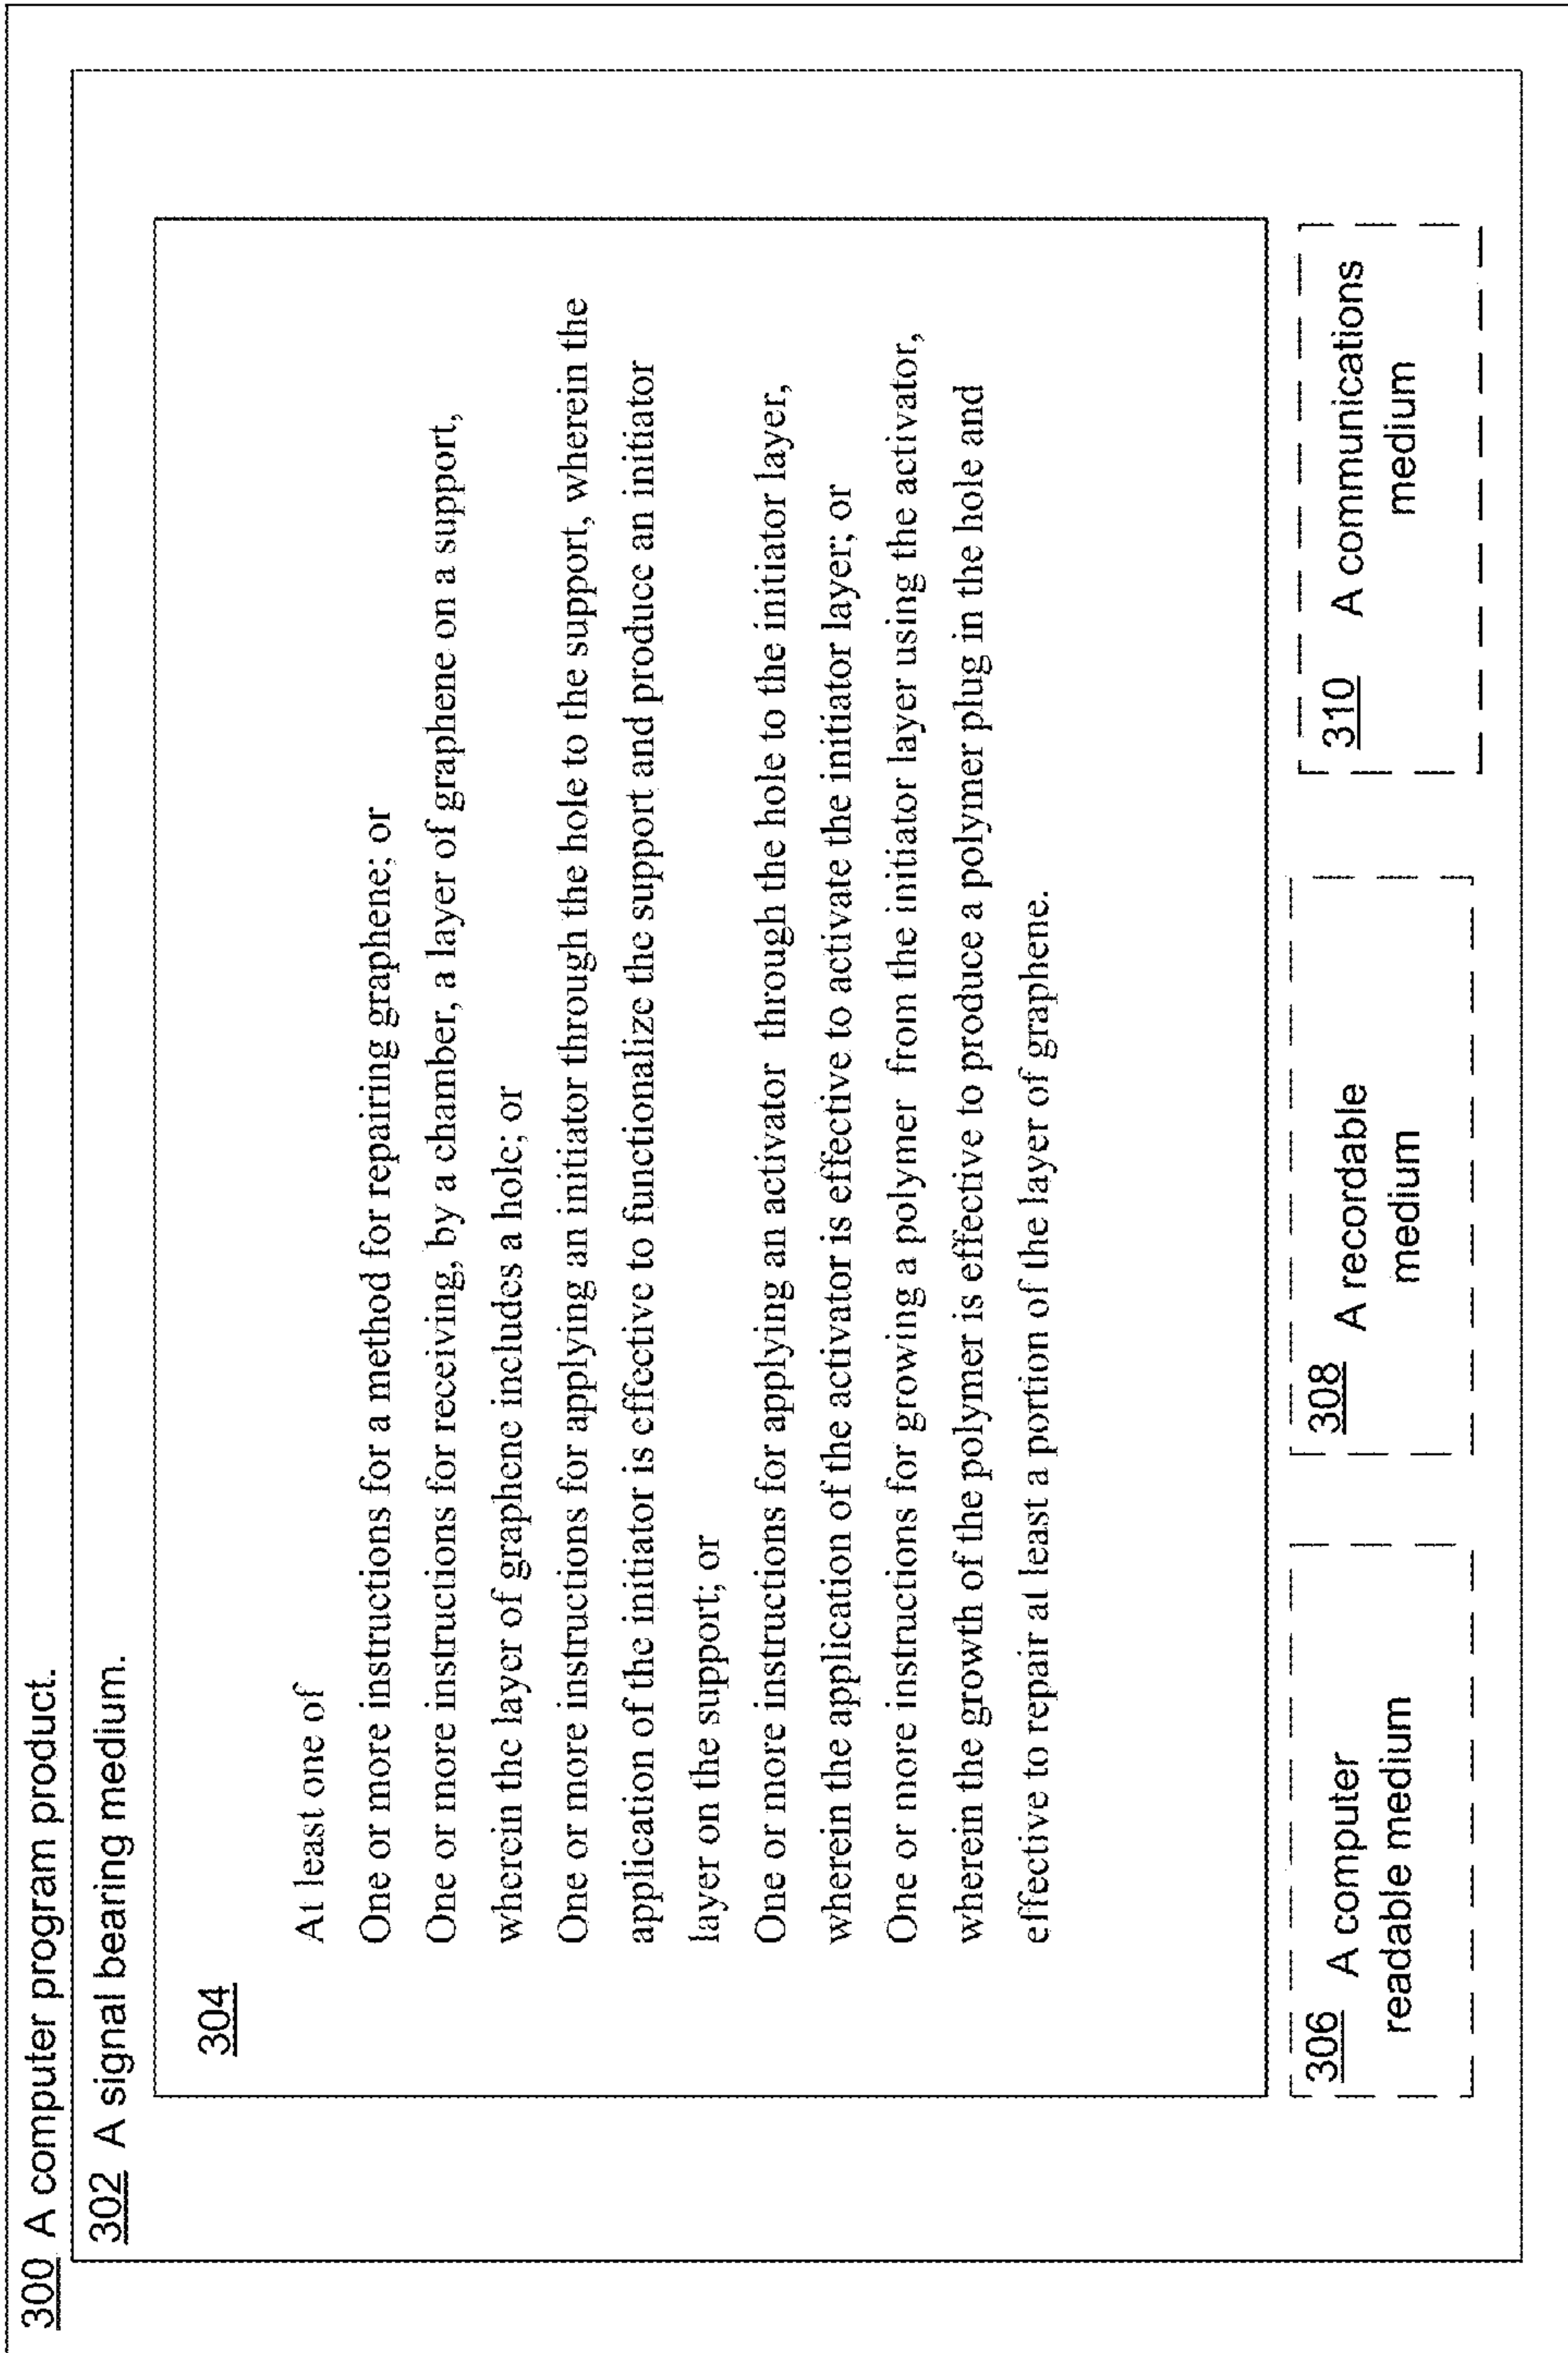 300 A computer program product.
302 A signal bearing medium.
304
At least one of
One or more instructions for a method for repairing graphene; or
One or more instructions for receiving, by a chamber, a layer of graphene on a support,
wherein the layer of graphene includes a hole; or
One or more instructions for applying an initiator through the hole to the support, wherein the
application of the initiator is effective to functionalize the support and produce an initiator
layer on the support; or
One or more instructions for applying an activator through the hole to the initiator layer,
wherein the application of the activator is effective to activate the initiator layer; or
One or more instructions for growing a polymer from the initiator layer using the activator,
wherein the growth of the polymer is effective to produce a polymer plug in the hole and
effective to repair at least a portion of the layer of graphene.
306 A computer
readable medium
308 A recordable
medium
310 A communications
medium